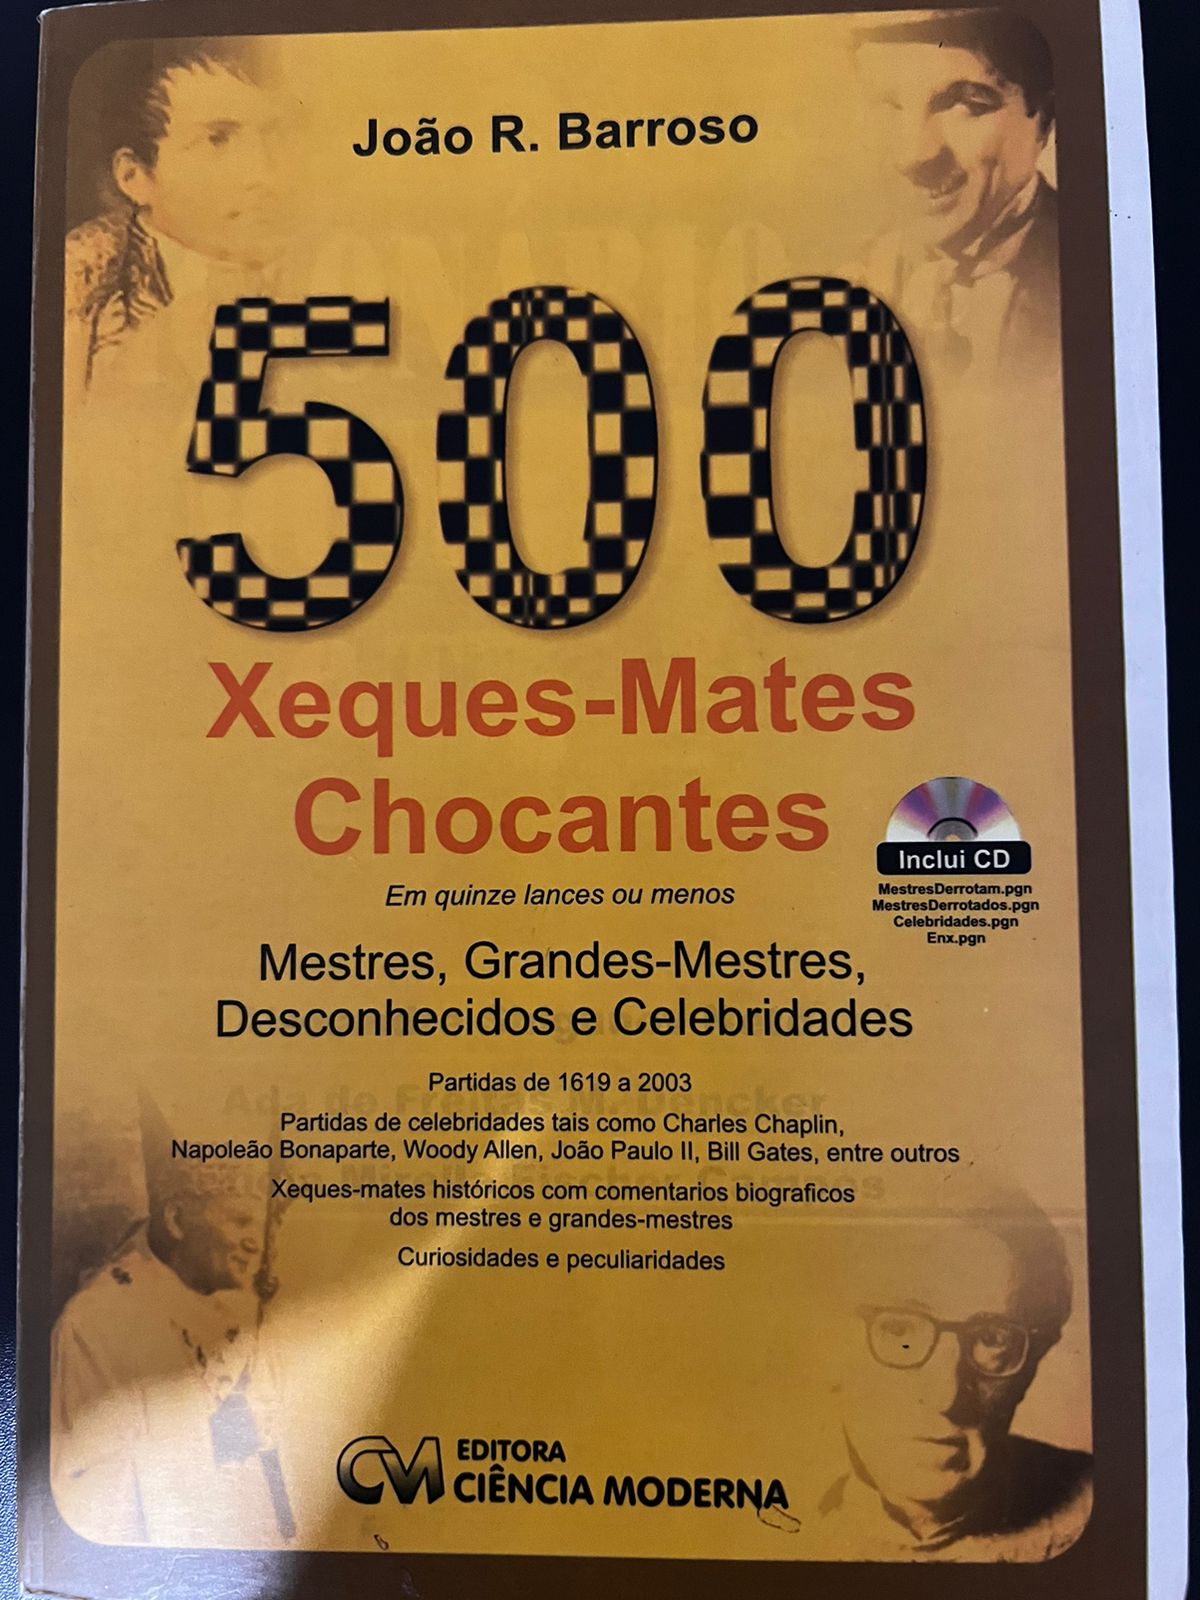 João R. Barroso
500
Xeques-Mates
Chocantes
Inclui CD
MestresDerrotam.pgn
MestresDerrotados.pgn
Celebridades.pgn
Enx.pgn
Em quinze lances ou menos
Mestres, Grandes-Mestres,
Desconhecidos e Celebridades
Partidas de 1619 a 2003
Partidas de celebridades tais como Charles Chaplin,
Napoleão Bonaparte, Woody Allen, João Paulo II, Bill Gates, entre outros
Xeques-mates históricos com comentarios biograficos
dos mestres e grandes-mestres
Curiosidades e peculiaridades
CM EDITORA
CIÊNCIA MODERNA